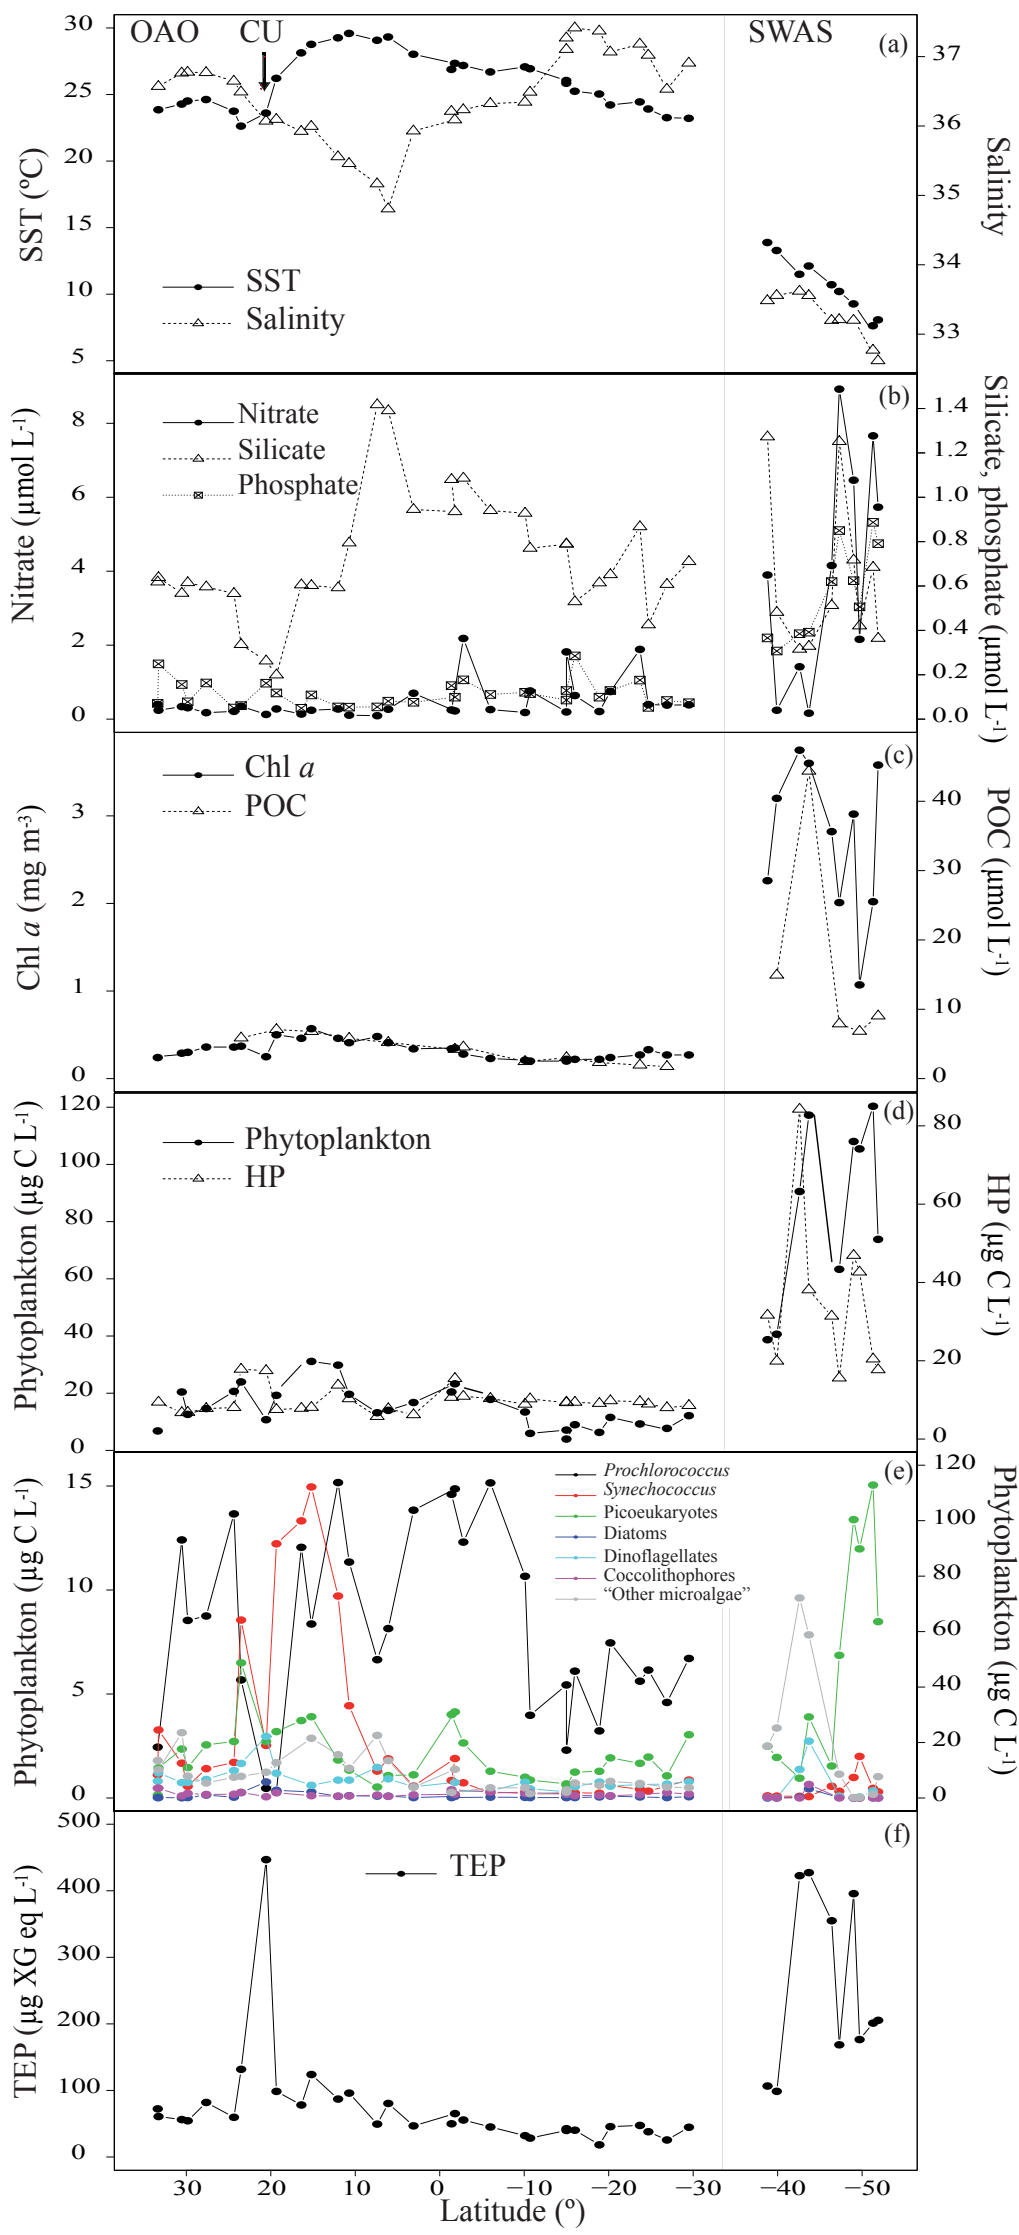 OAO CU SWAS (a)
30
25
20
15
10
5
SST (ºC)
37
36
35
34
33
Salinity
SST
Salinity
(b)
8
6
4
2
0
Nitrate (µmol L-1)
1.4
1.2
1.0
0.8
0.6
0.4
0.2
0.0
Silicate, phosphate (µmol L-1)
Nitrate
Silicate
Phosphate
(c)
3
2
1
0
Chl a (mg m-3)
40
30
20
10
0
POC (µmol L-1)
Chl a
POC
(d)
120
100
80
60
40
20
0
Phytoplankton (µg C L-1)
80
60
40
20
0
HP (µg C L-1)
Phytoplankton
HP
(e)
15
10
5
0
Phytoplankton (µg C L-1)
120
100
80
60
40
20
0
Phytoplankton (µg C L-1)
Prochlorococcus
Synechococcus
Picoeukaryotes
Diatoms
Dinoflagellates
Coccolithophores
“Other microalgae”
(f)
500
400
300
200
100
0
TEP (µg XG eq L-1)
TEP
30 20 10 0 −10 −20 −30 −40 −50
Latitude (º)